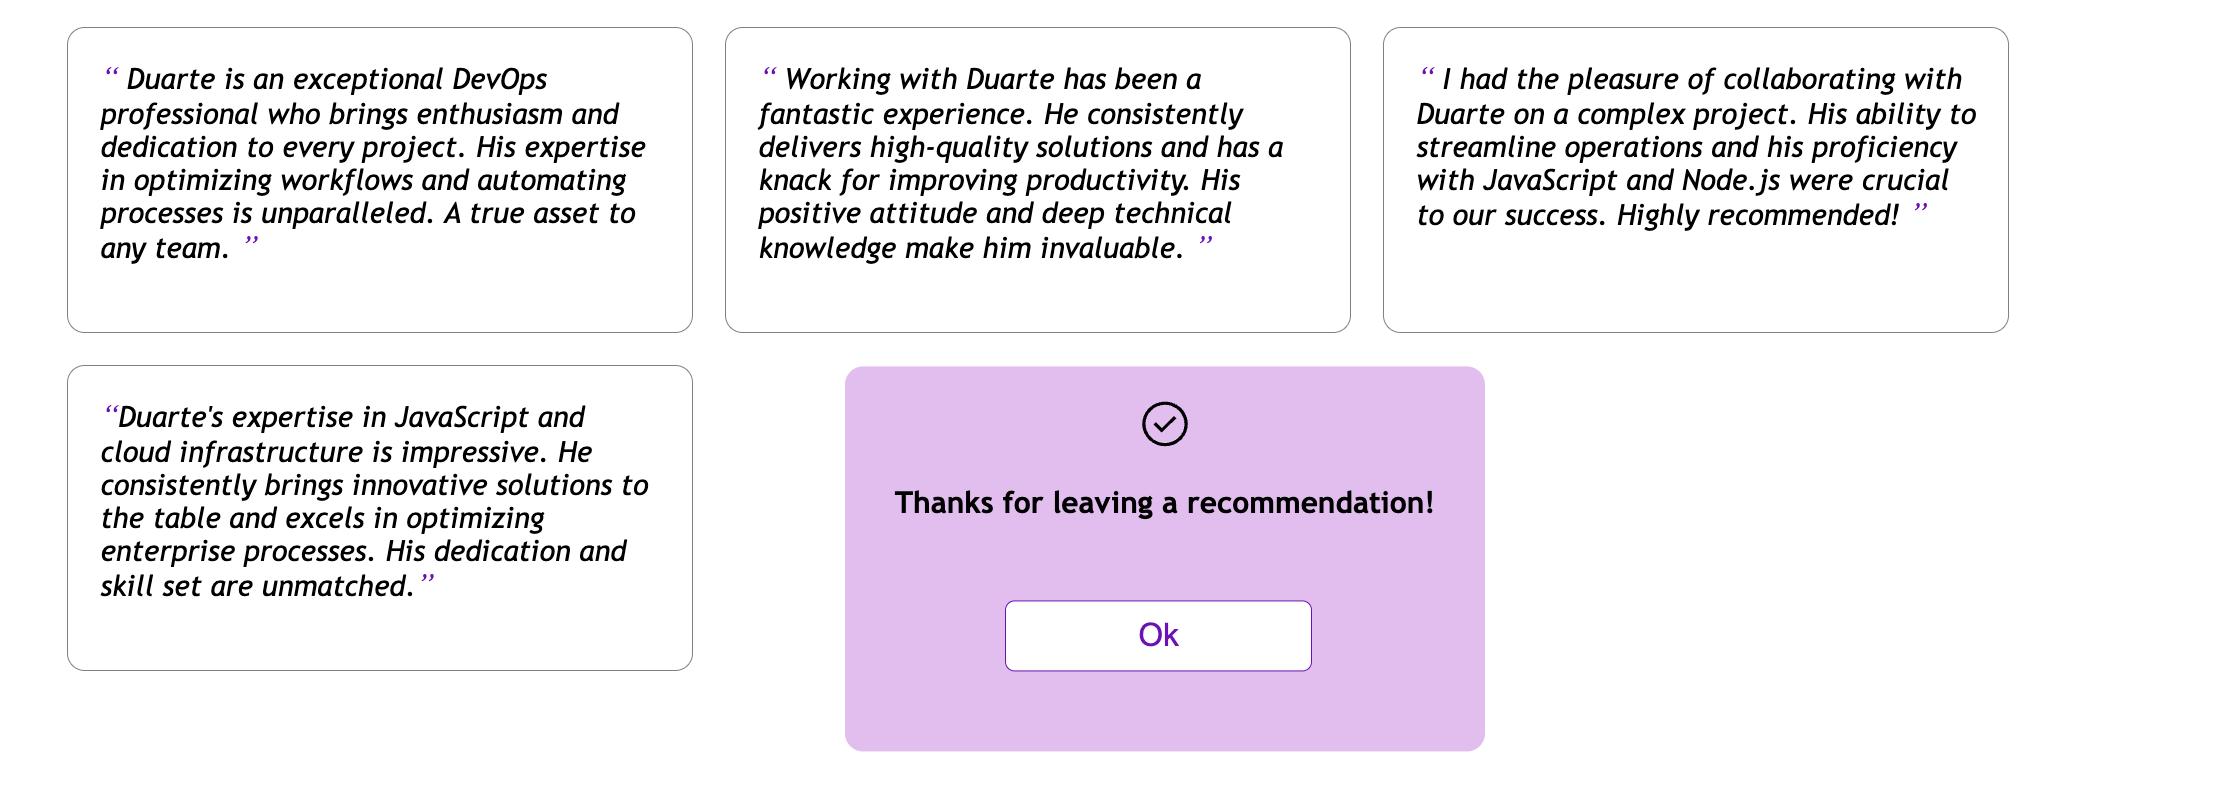 “ Duarte is an exceptional DevOps
professional who brings enthusiasm and
dedication to every project. His expertise
in optimizing workflows and automating
processes is unparalleled. A true asset to
any team. ”
“ Working with Duarte has been a
fantastic experience. He consistently
delivers high-quality solutions and has a
knack for improving productivity. His
positive attitude and deep technical
knowledge make him invaluable. ”
“ I had the pleasure of collaborating with
Duarte on a complex project. His ability to
streamline operations and his proficiency
with JavaScript and Node.js were crucial
to our success. Highly recommended! ”
“Duarte's expertise in JavaScript and
cloud infrastructure is impressive. He
consistently brings innovative solutions to
the table and excels in optimizing
enterprise processes. His dedication and
skill set are unmatched.”
Thanks for leaving a recommendation!
Ok